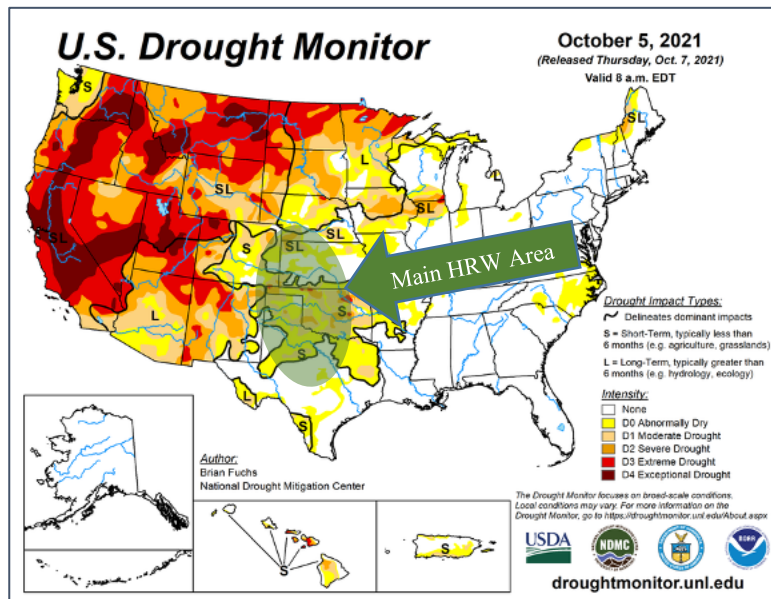 U.S. Drought Monitor
October 5, 2021
(Released Thursday, Oct. 7, 2021)
Valid 8 a.m. EDT
S
SL
L
SL
SL
SL
SL
S
SL
Main HRW Area
L
S
S
L
S
Drought Impact Types:
Delineates dominant impacts
S = Short-Term, typically less than
6 months (e.g. agriculture, grasslands)
L = Long-Term, typically greater than
6 months (e.g. hydrology, ecology)
Intensity:
None
D0 Abnormally Dry
D1 Moderate Drought
D2 Severe Drought
D3 Extreme Drought
D4 Exceptional Drought
Author:
Brian Fuchs
National Drought Mitigation Center
S
S
The Drought Monitor focuses on broad-scale conditions.
Local conditions may vary. For more information on the
Drought Monitor, go to https://droughtmonitor.unl.edu/About.aspx
USDA
NDMC
droughtmonitor.unl.edu